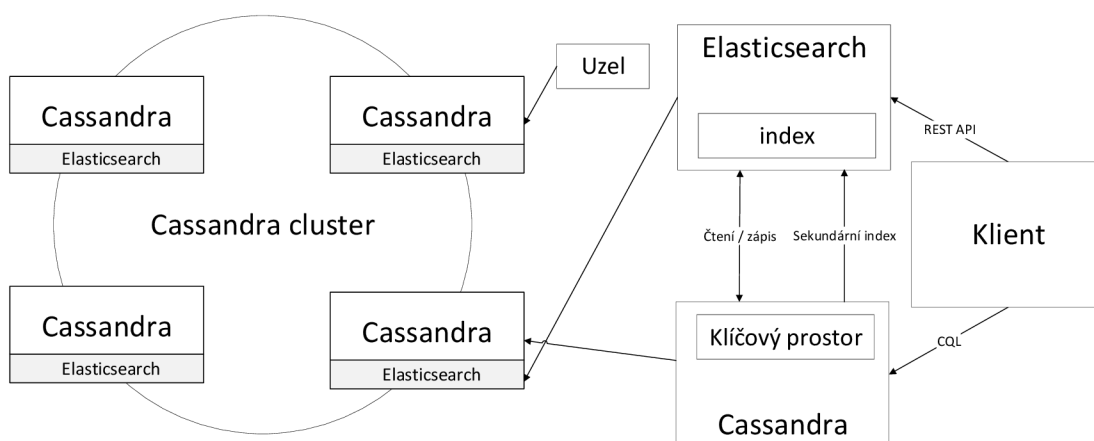 Cassandra
Elasticsearch
Cassandra
Elasticsearch
Uzel
Cassandra cluster
Cassandra
Elasticsearch
Cassandra
Elasticsearch
Elasticsearch
index
REST API
Čtení / zápis
Sekundární index
Klient
Klíčový prostor
CQL
Cassandra